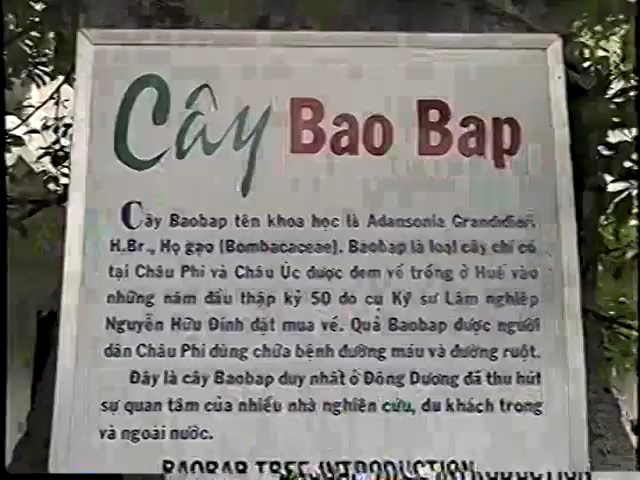 Cây Bao Bap
Cây Baobap tên khoa học là Adansonia Grandidieri.
H.Br., Họ gạo (Bombacaceae). Baobap là loại cây chỉ có
tại Châu Phi và Châu Úc được đem về trồng ở Huế vào
những năm đầu thập kỷ 50 do cụ Kỹ sư Lâm nghiệp
Nguyễn Hữu Đính đặt mua về. Quả Baobap được người
dân Châu Phi dùng chữa bệnh đường máu và đường ruột.
Đây là cây Baobap duy nhất ở Đông Dương đã thu hút
sự quan tâm của nhiều nhà nghiên cứu, du khách trong
và ngoài nước.
BAOBAB TREE INTRODUCTION